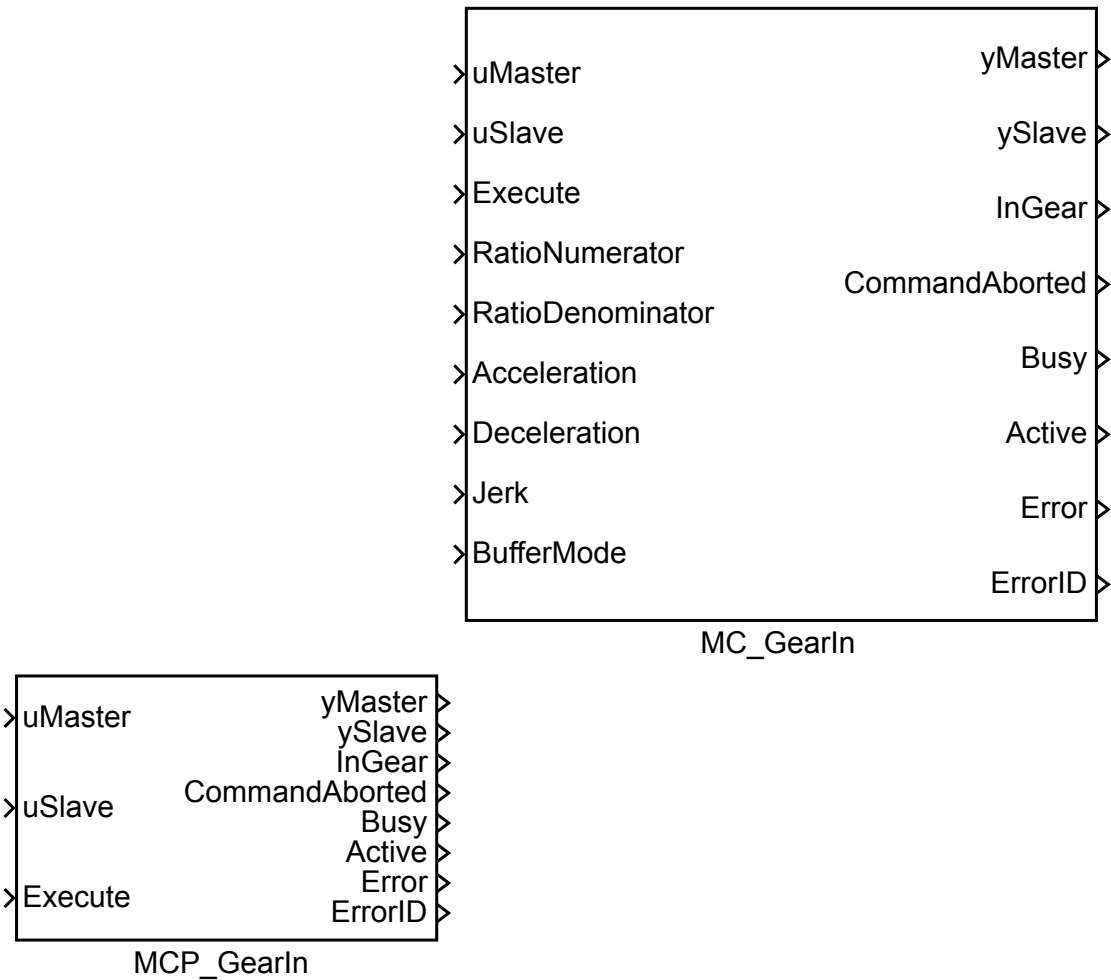 uMaster
uSlave
Execute
RatioNumerator
RatioDenominator
Acceleration
Deceleration
Jerk
BufferMode
yMaster
ySlave
InGear
CommandAborted
Busy
Active
Error
ErrorID
MC_GearIn
uMaster
uSlave
Execute
yMaster
ySlave
InGear
CommandAborted
Busy
Active
Error
ErrorID
MCP_GearIn